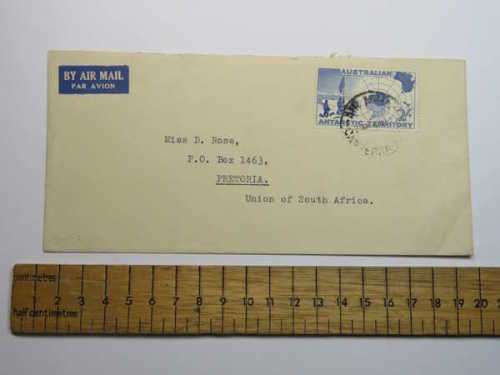 BY AIR MAIL
PAR AVION
AUSTRALIAN
ANTARCTIC TERRITORY
Miss D. Rose,
P.O. Box 1463,
PRETORIA.
Union of South Africa.
centimetres
1 2 3 4 5 6 7 8 9 10 11 12 13 14 15 16 17 18 19 20
half centimetres